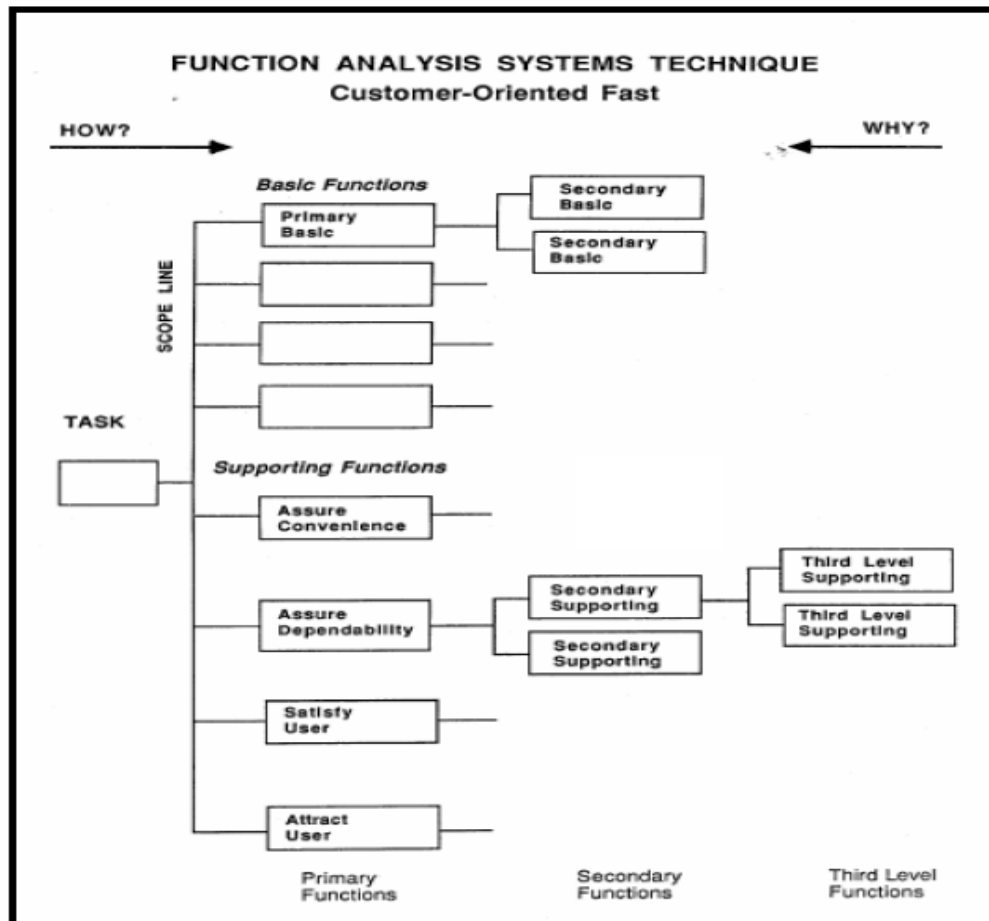 FUNCTION ANALYSIS SYSTEMS TECHNIQUE
Customer-Oriented Fast
HOW?
WHY?
Basic Functions
Primary
Basic
Secondary
Basic
Secondary
Basic
SCOPE LINE
TASK
Supporting Functions
Assure
Convenience
Assure
Dependability
Secondary
Supporting
Secondary
Supporting
Third Level
Supporting
Third Level
Supporting
Satisfy
User
Attract
User
Primary
Functions
Secondary
Functions
Third Level
Functions